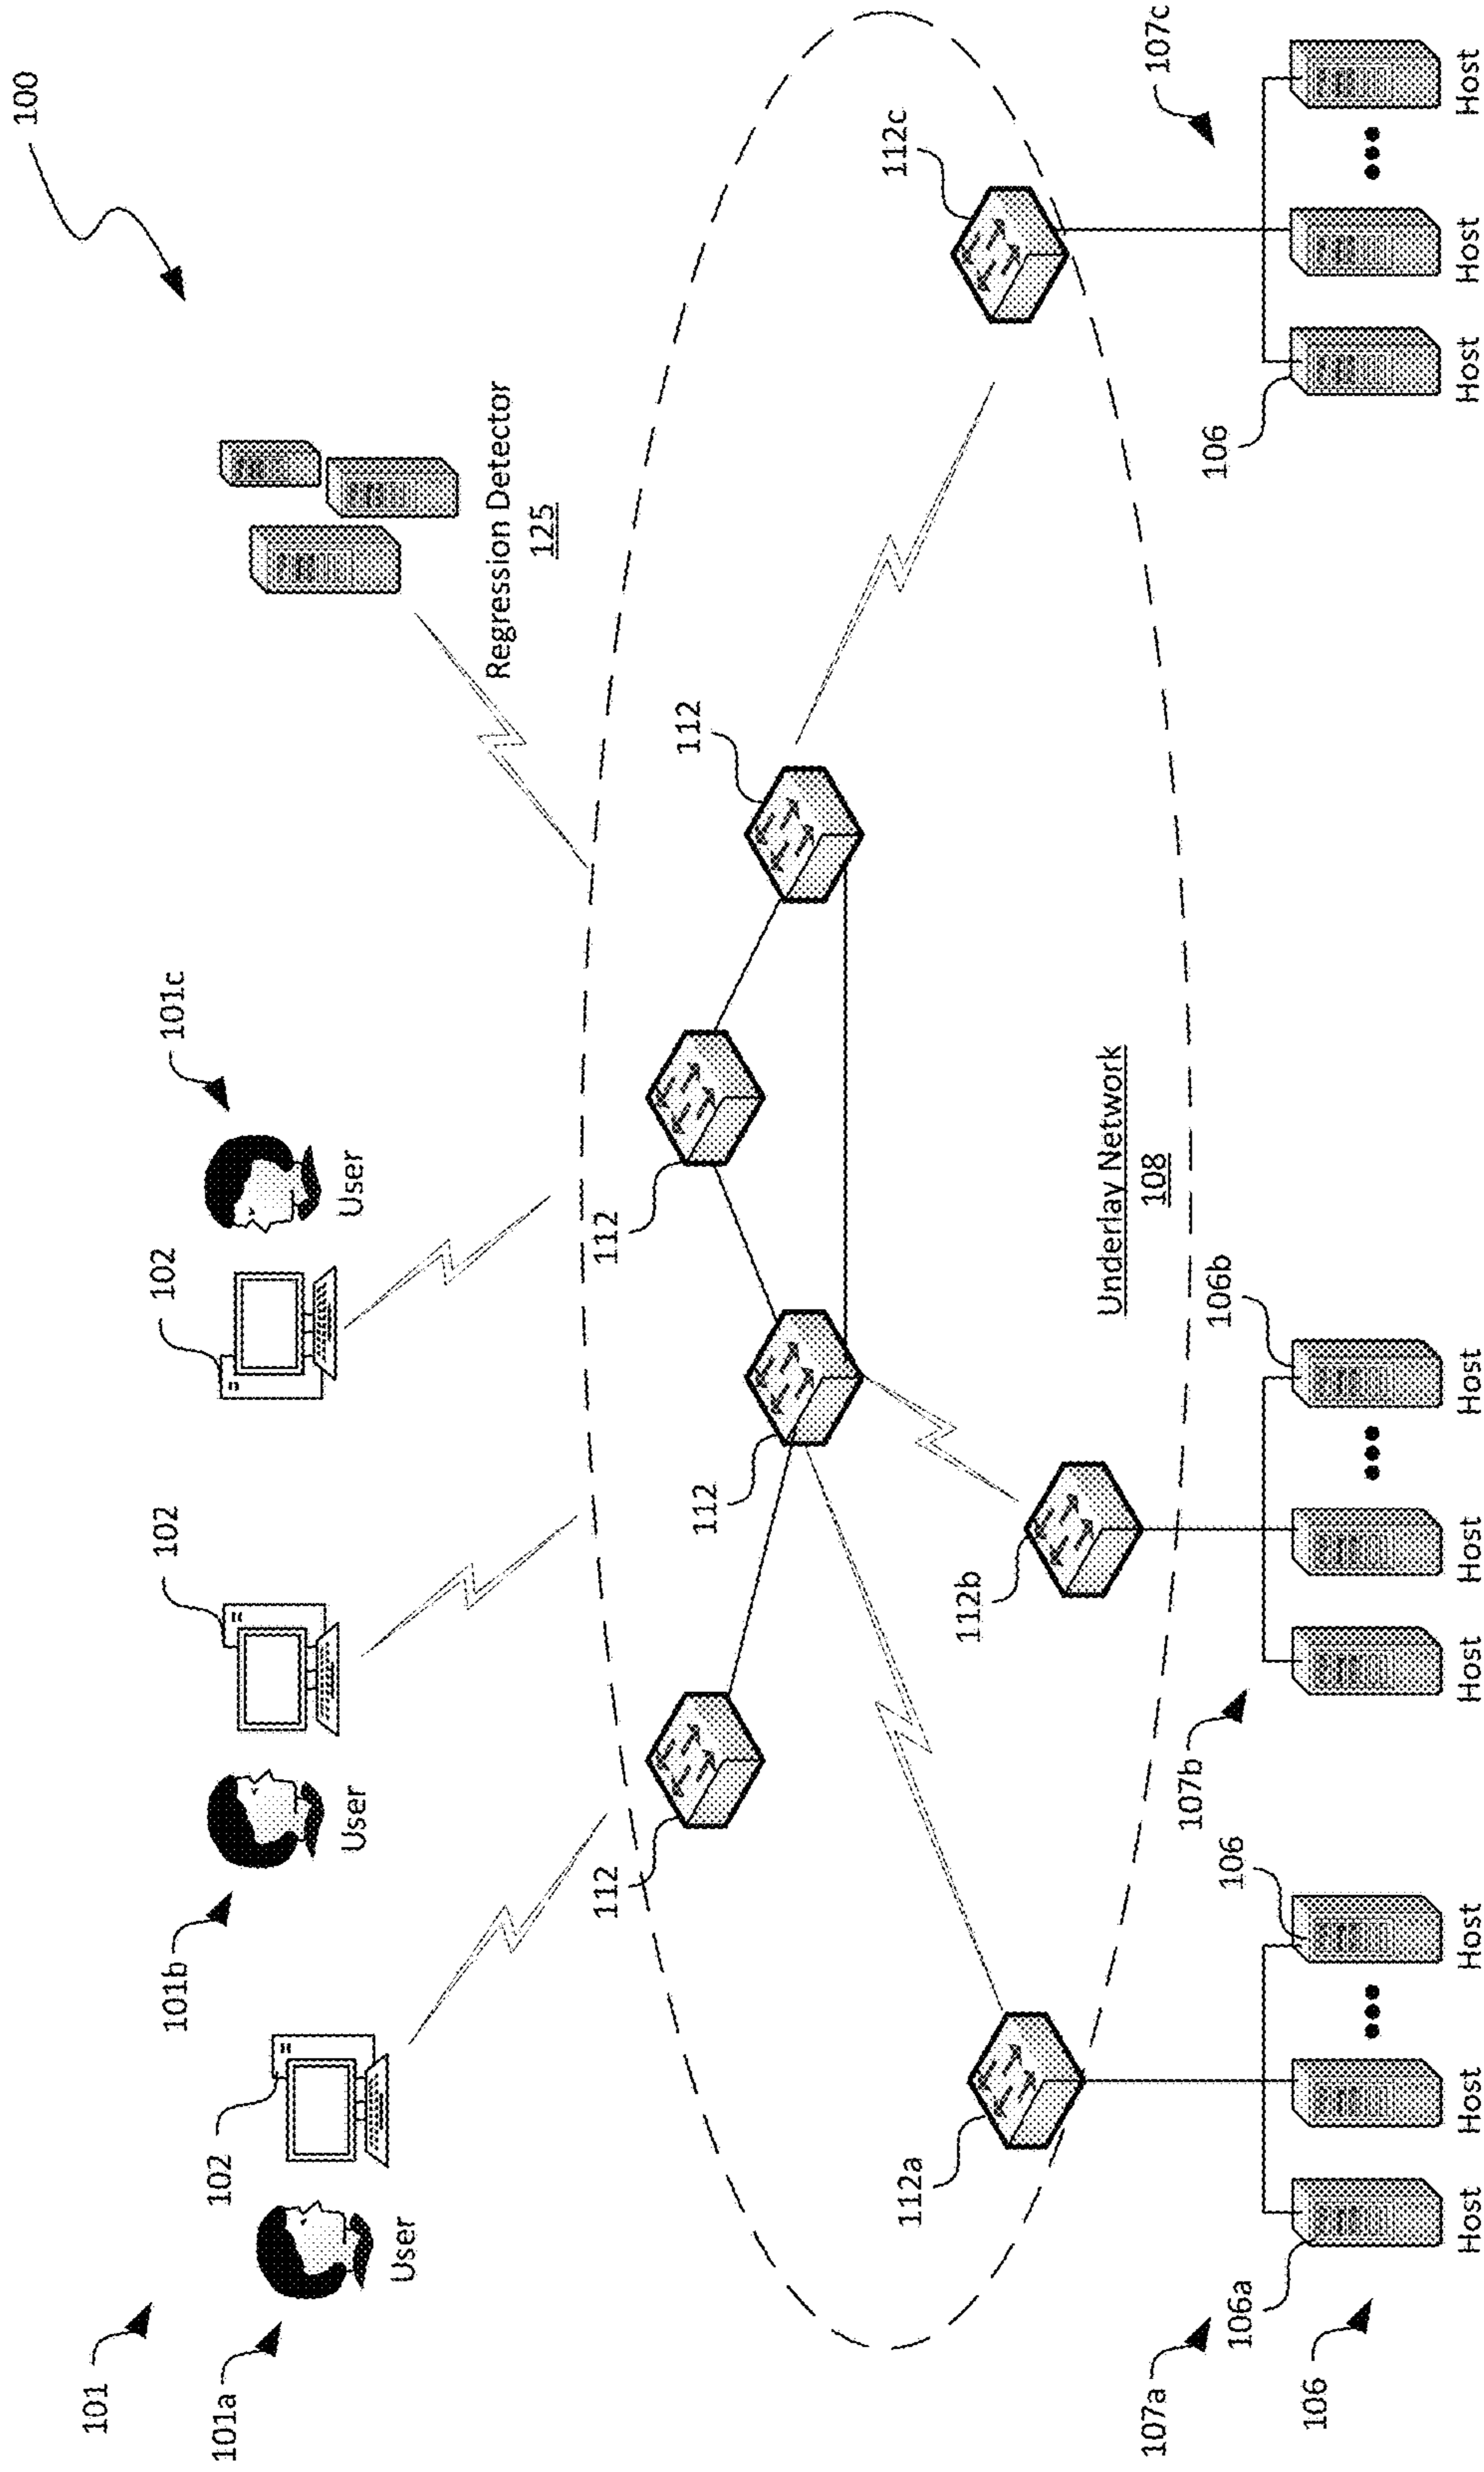 100
101
101a
101b
101c
102
102
102
User
User
User
Regression Detector
125
112
112
112
112
112a
112b
112c
Underlay Network
108
107a
107b
107c
106a
106
106b
106
106
Host
Host
Host
Host
Host
Host
Host
Host
Host